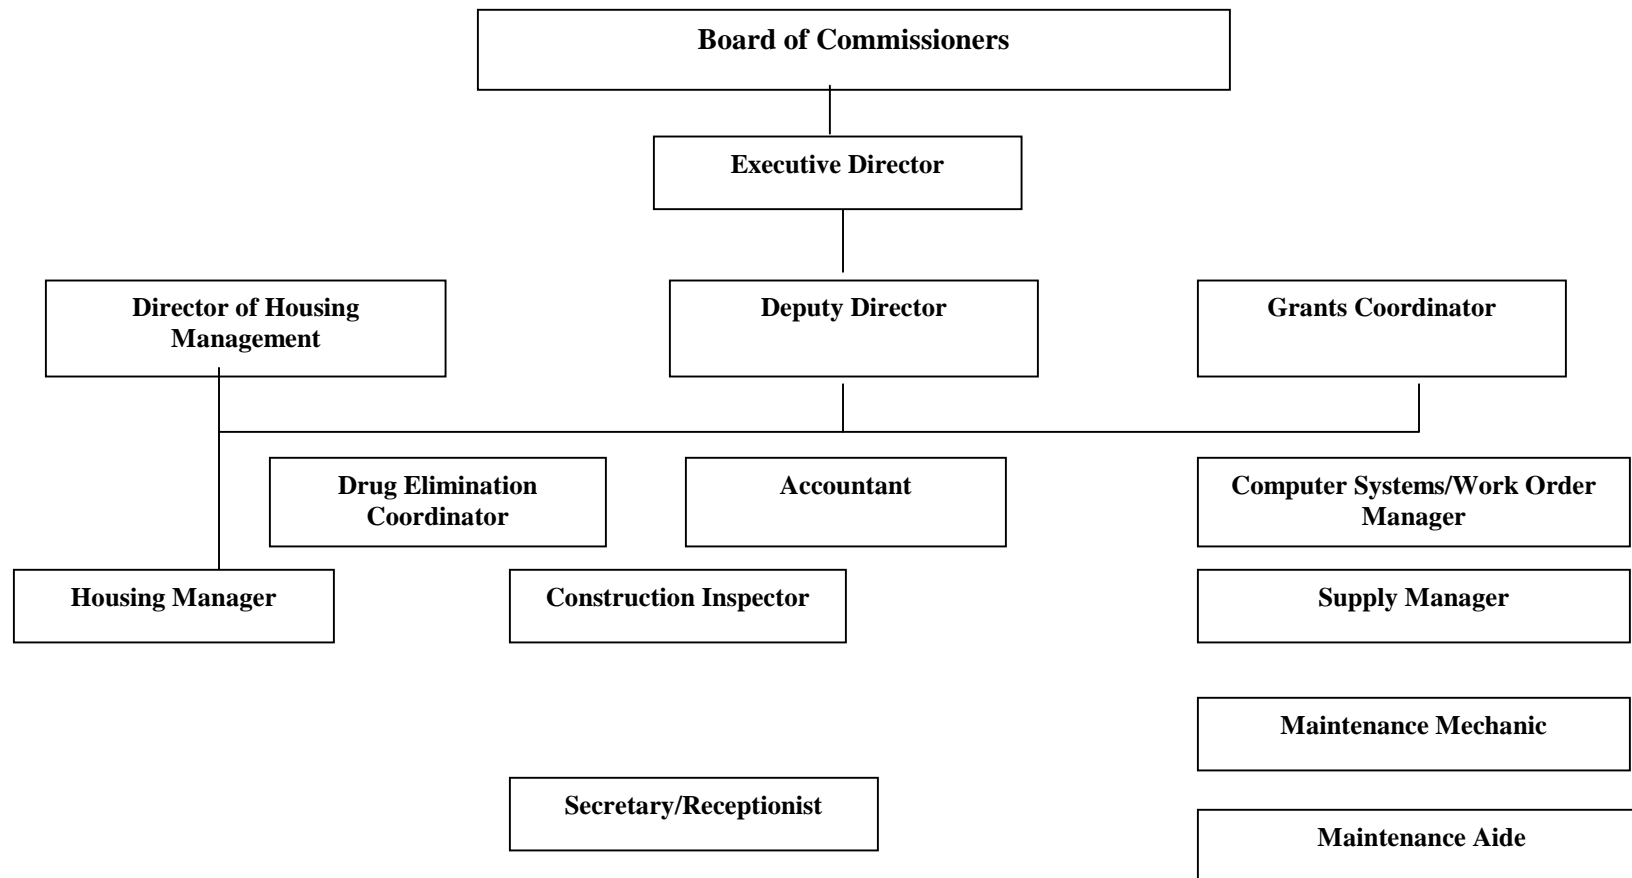 Board of Commissioners
Executive Director
Director of Housing
Management
Deputy Director
Grants Coordinator
Drug Elimination
Coordinator
Accountant
Computer Systems/Work Order
Manager
Housing Manager
Construction Inspector
Supply Manager
Maintenance Mechanic
Secretary/Receptionist
Maintenance Aide